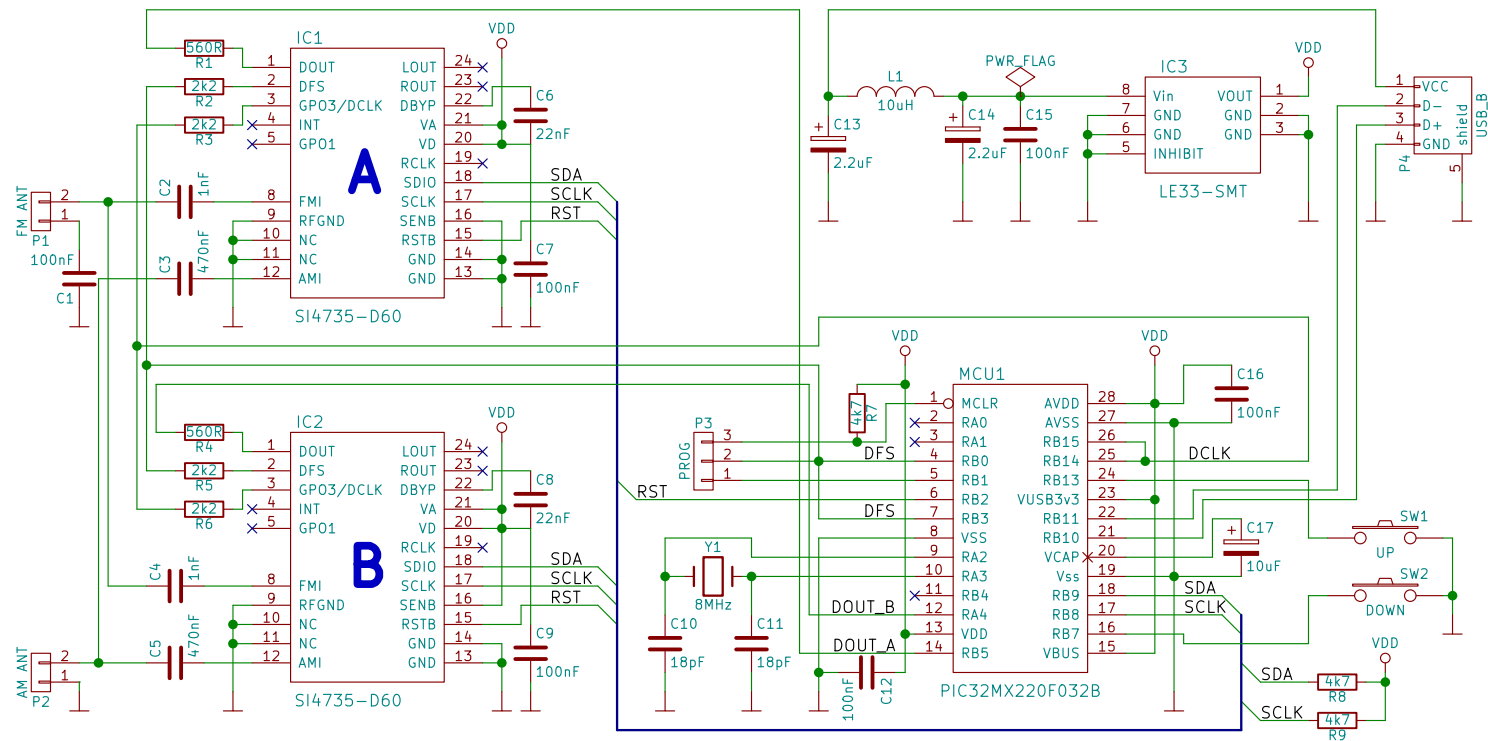 IC1
560R
R1
2k2
R2
2k2
R3
1 DOUT
2 DFS
3 GPO3/DCLK
4 INT
5 GPO1
8 FMI
9 RFGND
10 NC
11 NC
12 AMI
LOUT 24
ROUT 23
DBYP 22
VA 21
VD 20
RCLK 19
SDIO 18
SCLK 17
SENB 16
RSTB 15
GND 14
GND 13
A
SI4735-D60
VDD
C6
22nF
C7
100nF
SDA
SCLK
RST
FM ANT
2
1
P1
100nF
C1
C2
1nF
C3
470nF
IC2
560R
R4
2k2
R5
2k2
R6
1 DOUT
2 DFS
3 GPO3/DCLK
4 INT
5 GPO1
8 FMI
9 RFGND
10 NC
11 NC
12 AMI
LOUT 24
ROUT 23
DBYP 22
VA 21
VD 20
RCLK 19
SDIO 18
SCLK 17
SENB 16
RSTB 15
GND 14
GND 13
B
SI4735-D60
VDD
C8
22nF
C9
100nF
SDA
SCLK
RST
C4
1nF
C5
470nF
AM ANT
2
1
P2
C13
2.2uF
L1
10uH
PWR_FLAG
C14
2.2uF
C15
100nF
IC3
8 Vin
7 GND
6 GND
5 INHIBIT
VOUT 1
GND 2
GND 3
LE33-SMT
VDD
1 VCC
2 D-
3 D+
4 GND
shield
5
USB_B
P4
VDD
MCU1
4k7
R7
P3
PROG
3
2
1
DFS
RST
DFS
DOUT_B
DOUT_A
1 MCLR
2 RA0
3 RA1
4 RB0
5 RB1
6 RB2
7 RB3
8 VSS
9 RA2
10 RA3
11 RB4
12 RA4
13 VDD
14 RB5
AVDD 28
AVSS 27
RB15 26
RB14 25
RB13 24
VUSB3v3 23
RB11 22
RB10 21
VCAP 20
Vss 19
RB9 18
RB8 17
RB7 16
VBUS 15
PIC32MX220F032B
VDD
C16
100nF
DCLK
C17
10uF
SDA
SCLK
Y1
8MHz
C10
18pF
C11
18pF
100nF
C12
SW1
UP
SW2
DOWN
VDD
SDA
4k7
R8
SCLK
4k7
R9